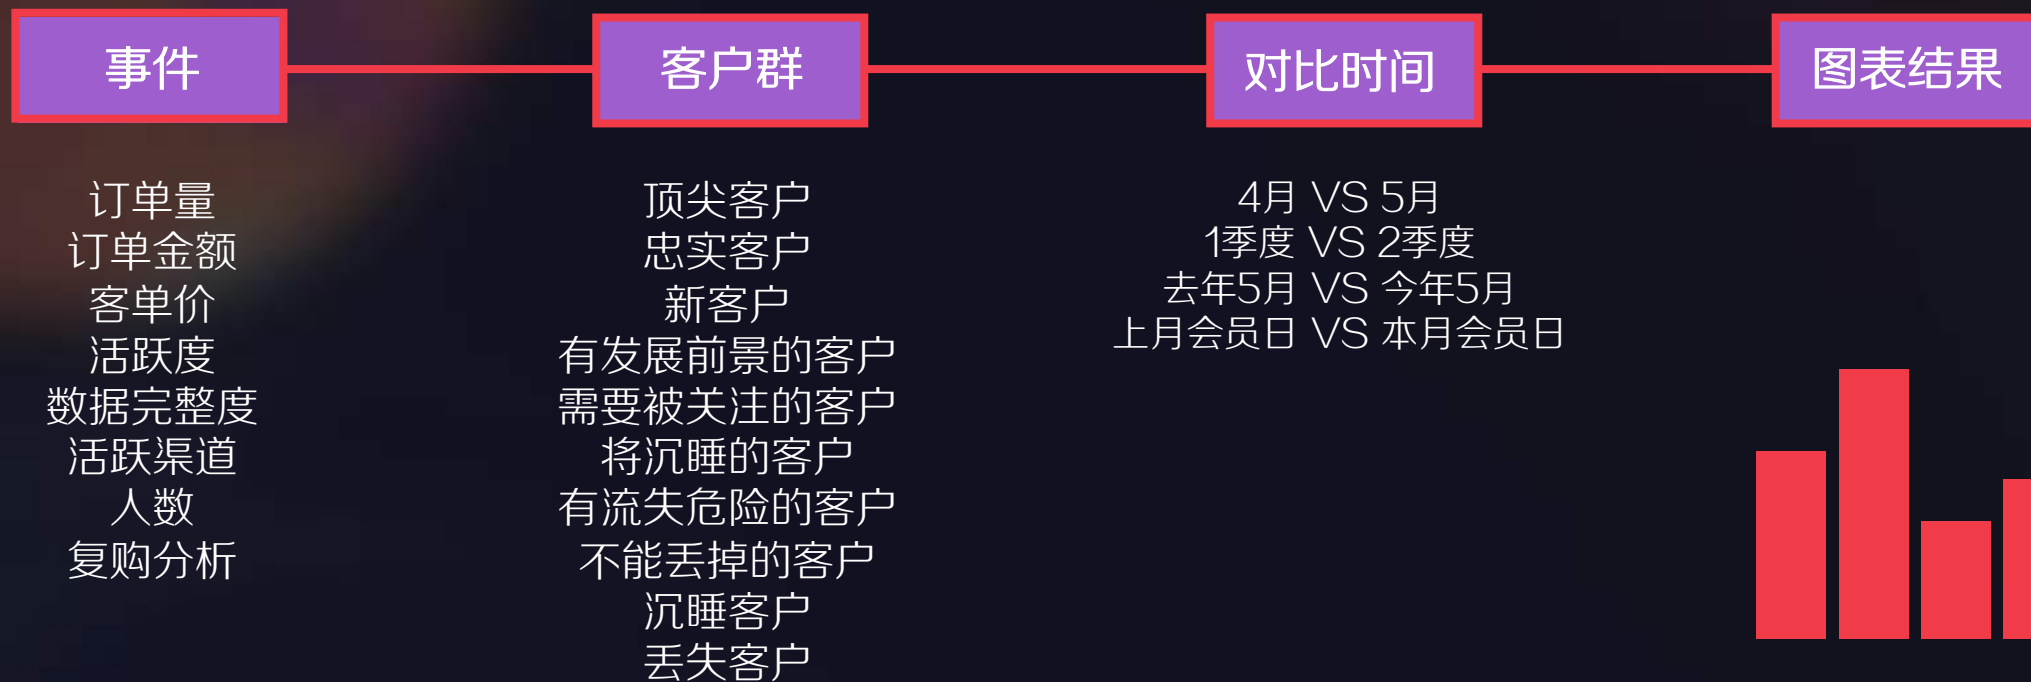 事件
客户群
对比时间
图表结果
订单量
订单金额
客单价
活跃度
数据完整度
活跃渠道
人数
复购分析
顶尖客户
忠实客户
新客户
有发展前景的客户
需要被关注的客户
将沉睡的客户
有流失危险的客户
不能丢掉的客户
沉睡客户
丢失客户
4月 VS 5月
1季度 VS 2季度
去年5月 VS 今年5月
上月会员日 VS 本月会员日